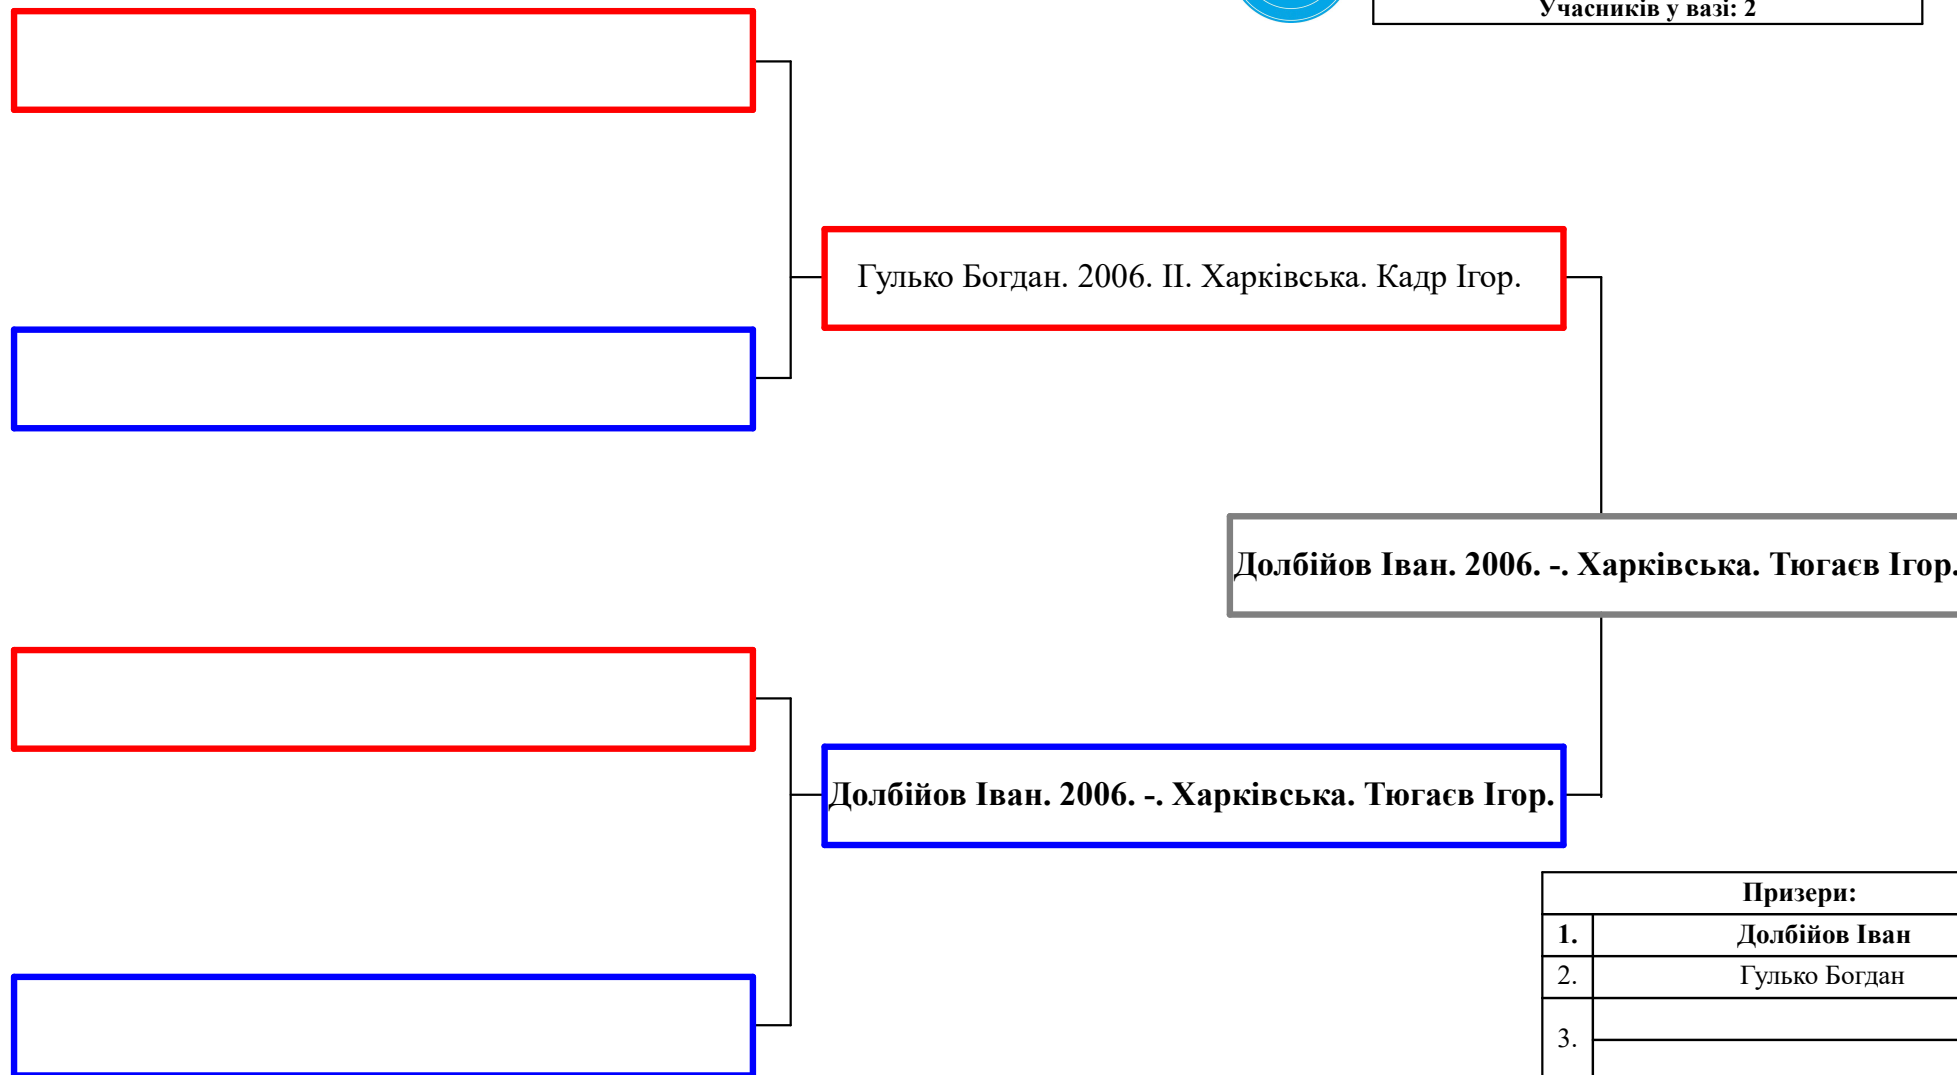 Учасників у вазі: 2
Гулько Богдан. 2006. II. Харківська. Кадр Ігор.
Долбійов Іван. 2006. -. Харківська. Тюгаєв Ігор.
Долбійов Іван. 2006. -. Харківська. Тюгаєв Ігор.
Призери:
1. Долбійов Іван
2. Гулько Богдан
3.